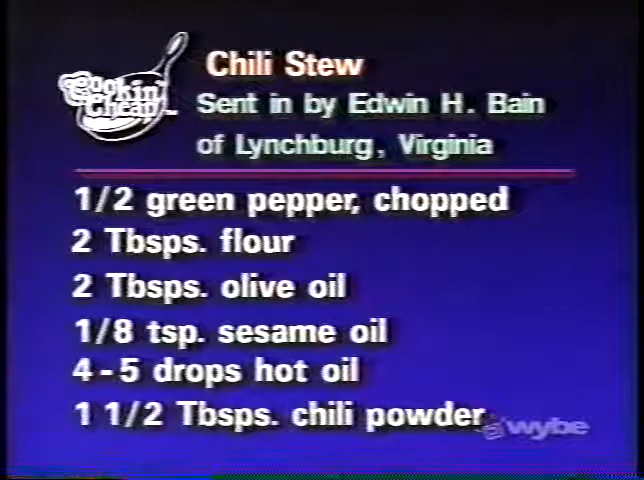 Cookin' Cheap
Chili Stew
Sent in by Edwin H. Bain
of Lynchburg, Virginia
1/2 green pepper, chopped
2 Tbsps. flour
2 Tbsps. olive oil
1/8 tsp. sesame oil
4-5 drops hot oil
1 1/2 Tbsps. chili powder
wybe